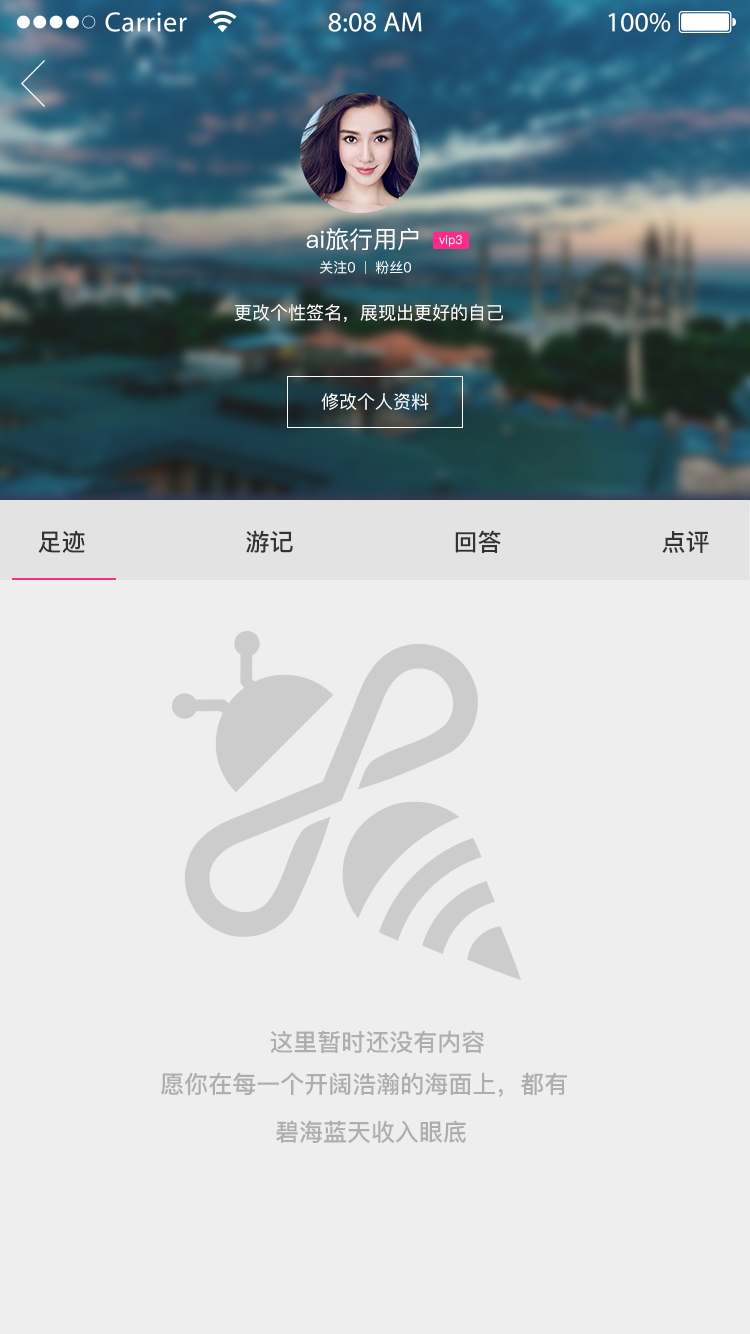 Carrier 8:08 AM 100%
ai旅行用户 vip3
关注0 | 粉丝0
更改个性签名，展现出更好的自己
修改个人资料
足迹 游记 回答 点评
这里暂时还没有内容
愿你在每一个开阔浩瀚的海面上，都有
碧海蓝天收入眼底